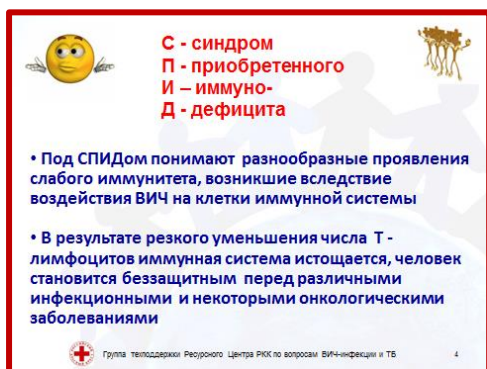 С - синдром
П - приобретенного
И – иммуно-
Д - дефицита
• Под СПИДом понимают разнообразные проявления
слабого иммунитета, возникшие вследствие
воздействия ВИЧ на клетки иммунной системы
• В результате резкого уменьшения числа Т -
лимфоцитов иммунная система истощается, человек
становится беззащитным перед различными
инфекционными и некоторыми онкологическими
заболеваниями
Группа техподдержки Ресурсного Центра РКК по вопросам ВИЧ-инфекции и ТБ 4